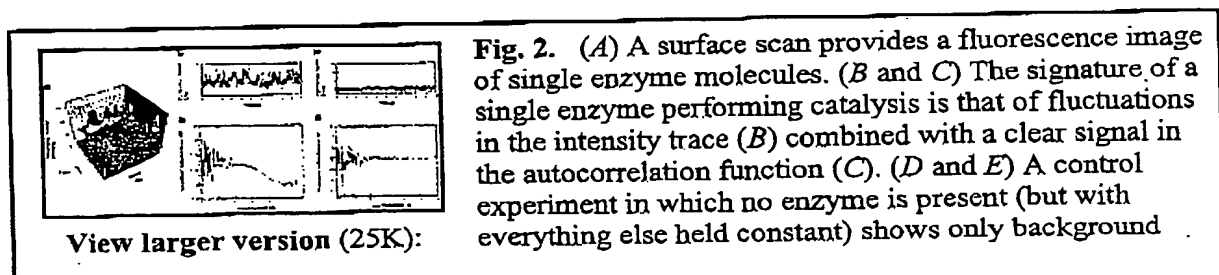 Fig. 2. (A) A surface scan provides a fluorescence image
of single enzyme molecules. (B and C) The signature of a
single enzyme performing catalysis is that of fluctuations
in the intensity trace (B) combined with a clear signal in
the autocorrelation function (C). (D and E) A control
experiment in which no enzyme is present (but with
everything else held constant) shows only background
View larger version (25K):